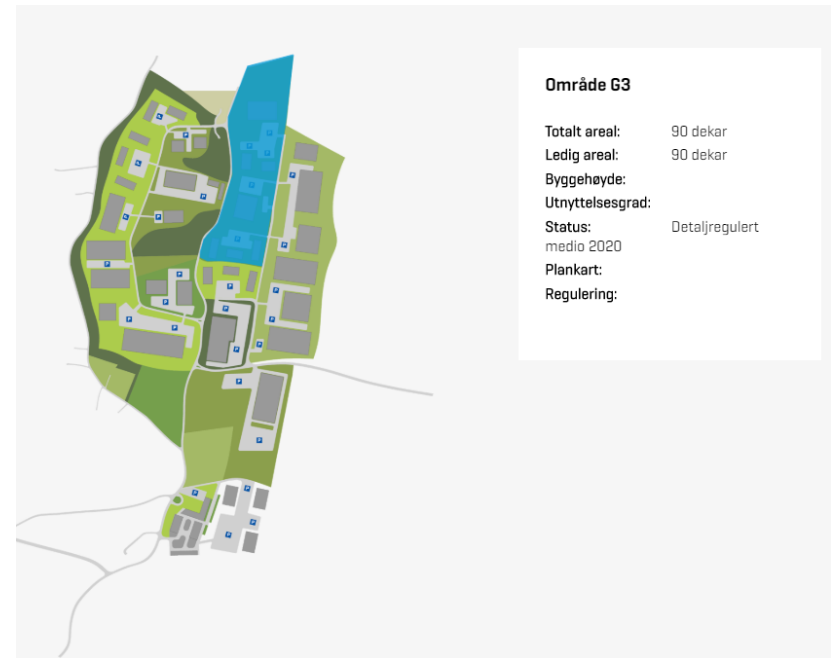 Område G3
Totalt areal: 90 dekar
Ledig areal: 90 dekar
Byggehøyde:
Utnyttelsesgrad:
Status: Detaljregulert
medio 2020
Plankart:
Regulering: